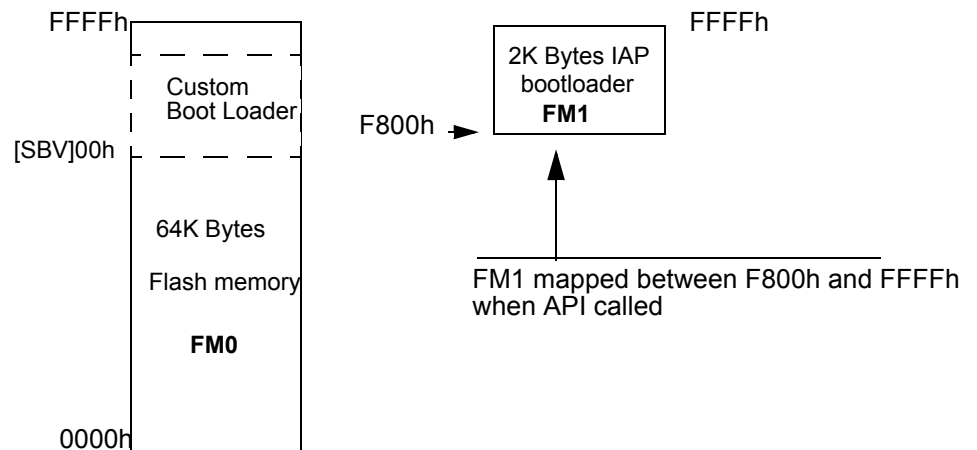 FFFFh
Custom
Boot Loader
[SBV]00h
64K Bytes
Flash memory
FM0
0000h
FFFFh
2K Bytes IAP
bootloader
FM1
F800h
FM1 mapped between F800h and FFFFh
when API called